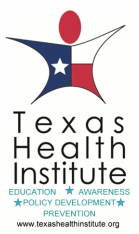 Texas
Health
Institute
EDUCATION ★ AWARENESS
★POLICY DEVELOPMENT★
PREVENTION
www.texashealthinstitute.org